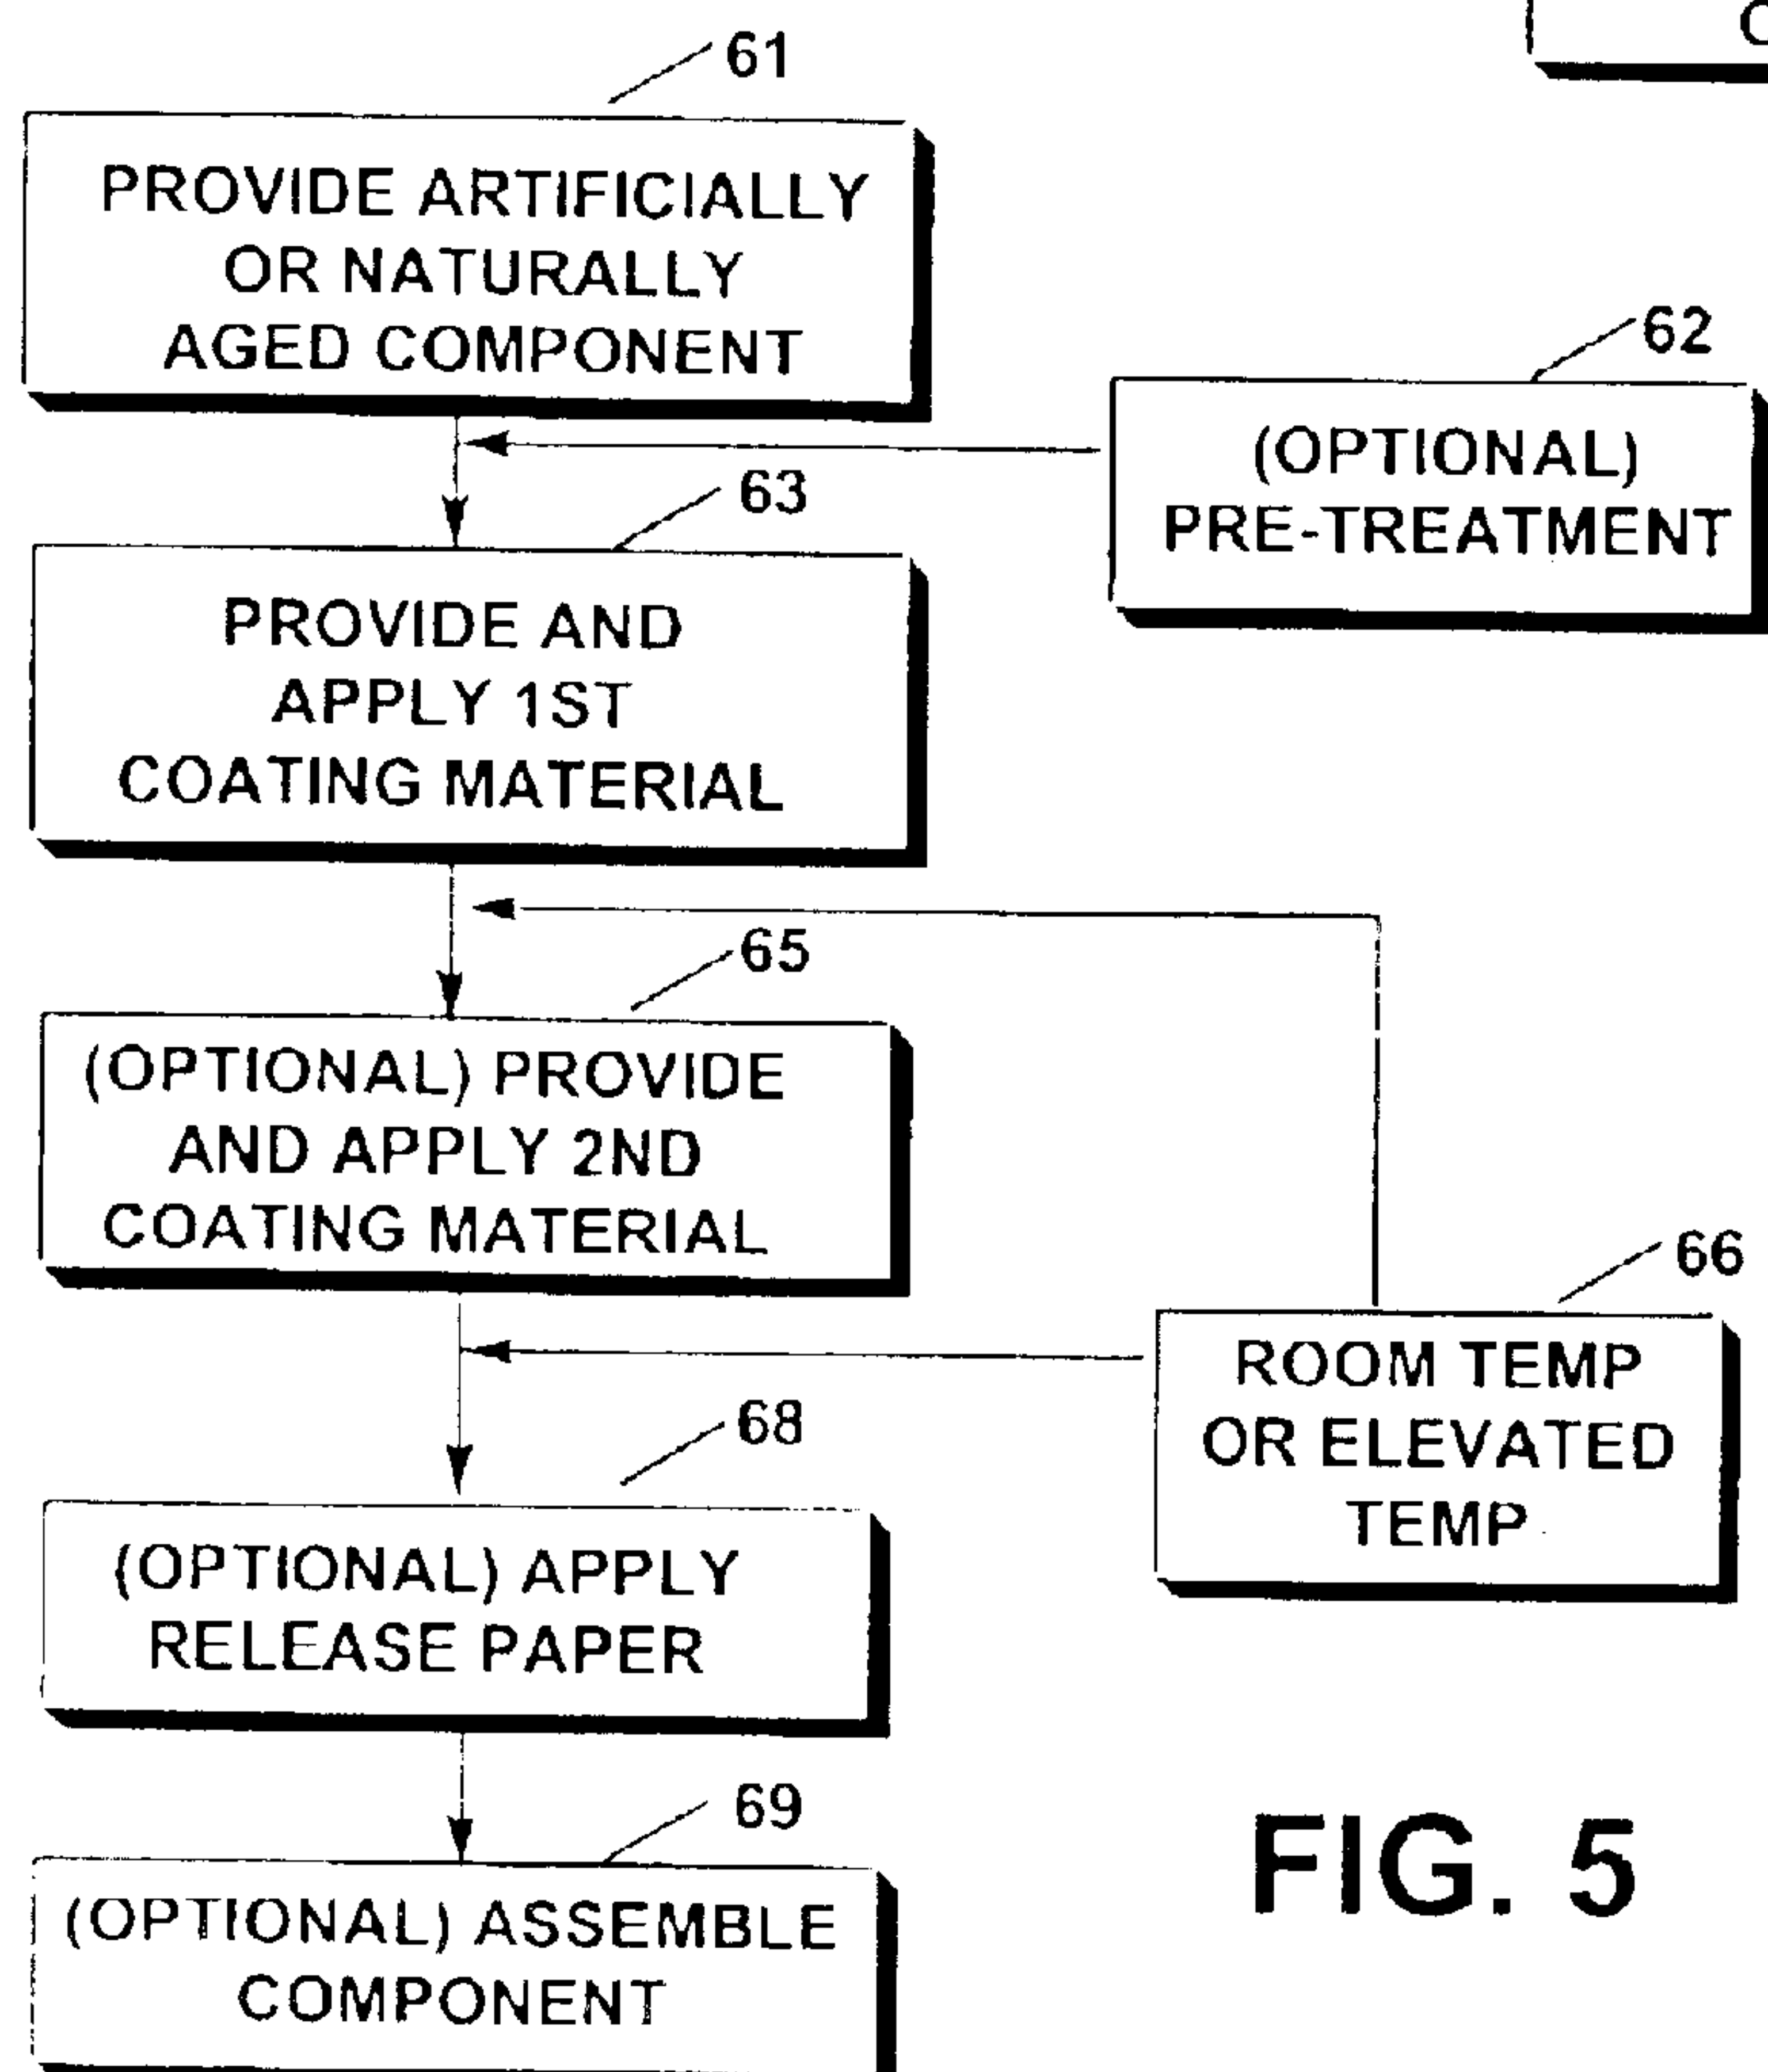 61
PROVIDE ARTIFICIALLY
OR NATURALLY
AGED COMPONENT
62
(OPTIONAL)
PRE-TREATMENT
63
PROVIDE AND
APPLY 1ST
COATING MATERIAL
65
(OPTIONAL) PROVIDE
AND APPLY 2ND
COATING MATERIAL
66
ROOM TEMP
OR ELEVATED
TEMP
68
(OPTIONAL) APPLY
RELEASE PAPER
69
(OPTIONAL) ASSEMBLE
COMPONENT
FIG. 5